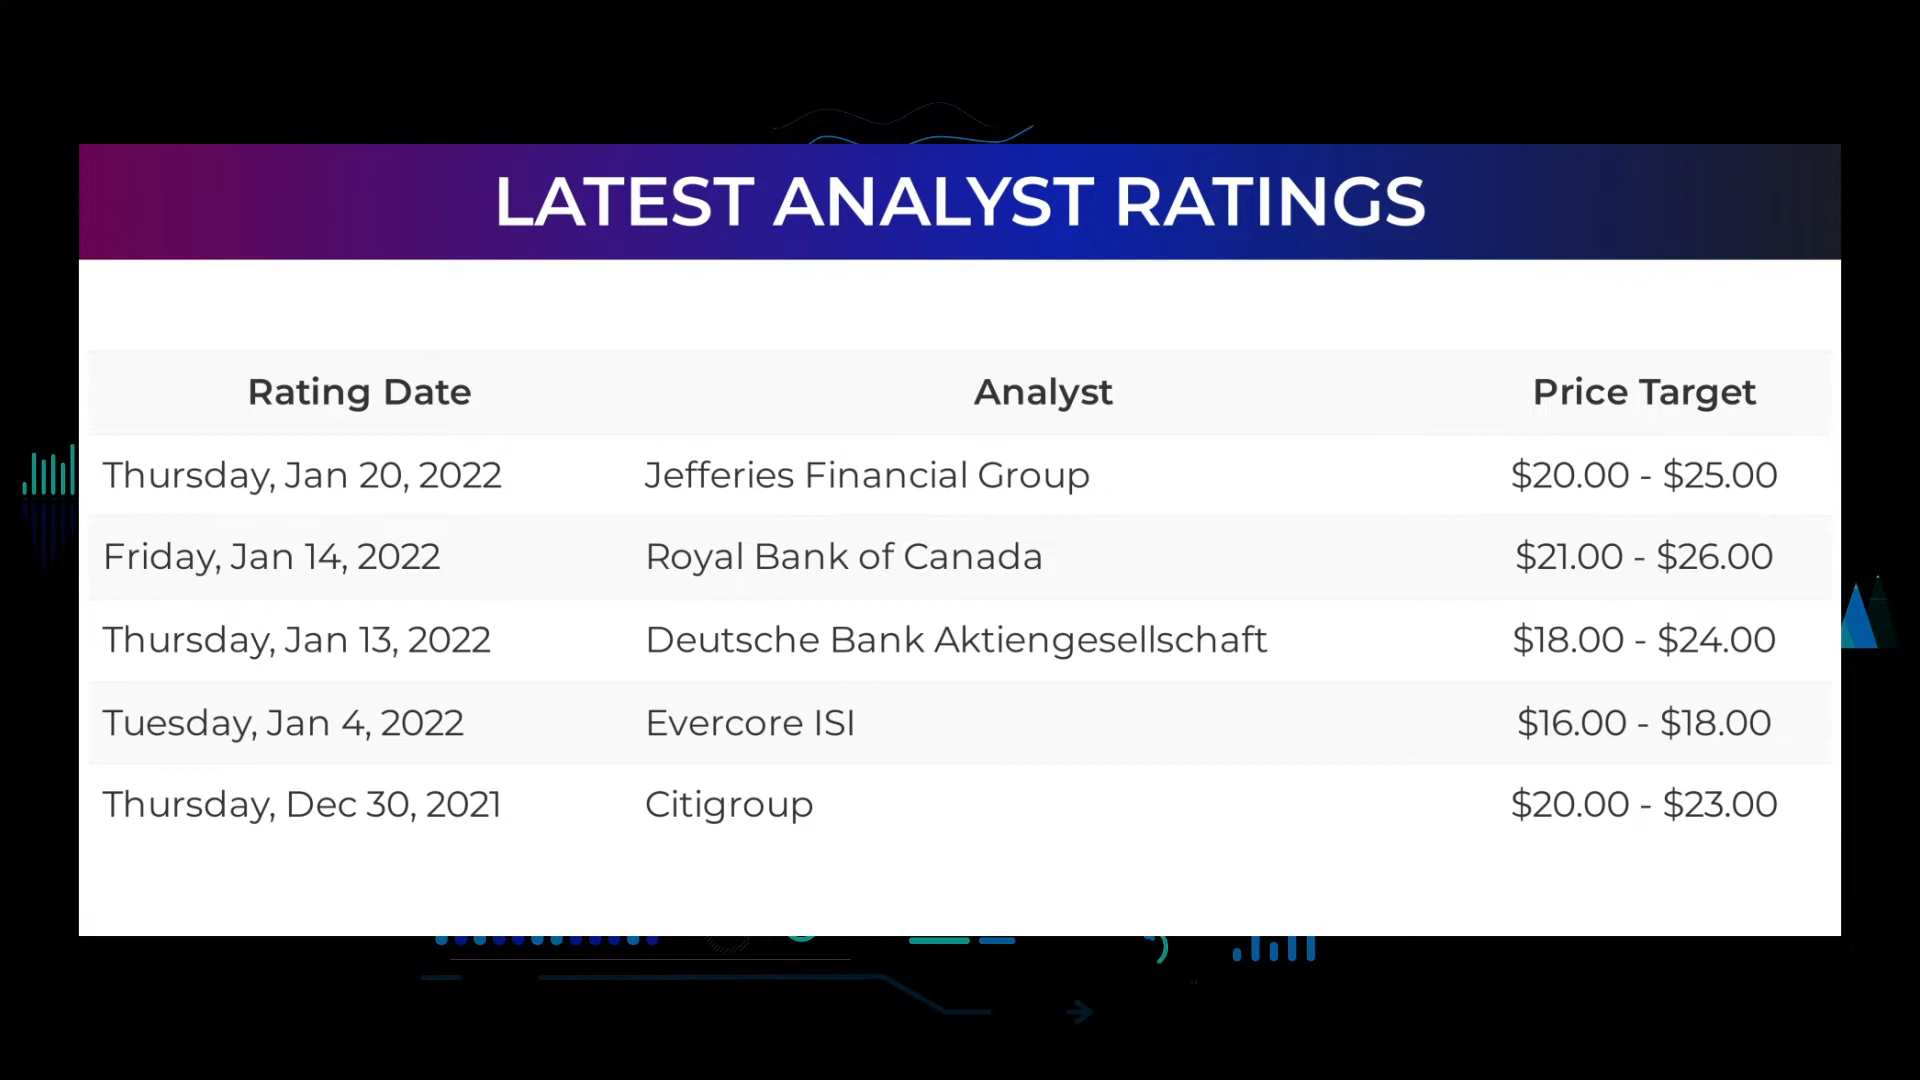 LATEST ANALYST RATINGS
Rating Date Analyst Price Target
Thursday, Jan 20, 2022 Jefferies Financial Group $20.00 - $25.00
Friday, Jan 14, 2022 Royal Bank of Canada $21.00 - $26.00
Thursday, Jan 13, 2022 Deutsche Bank Aktiengesellschaft $18.00 - $24.00
Tuesday, Jan 4, 2022 Evercore ISI $16.00 - $18.00
Thursday, Dec 30, 2021 Citigroup $20.00 - $23.00